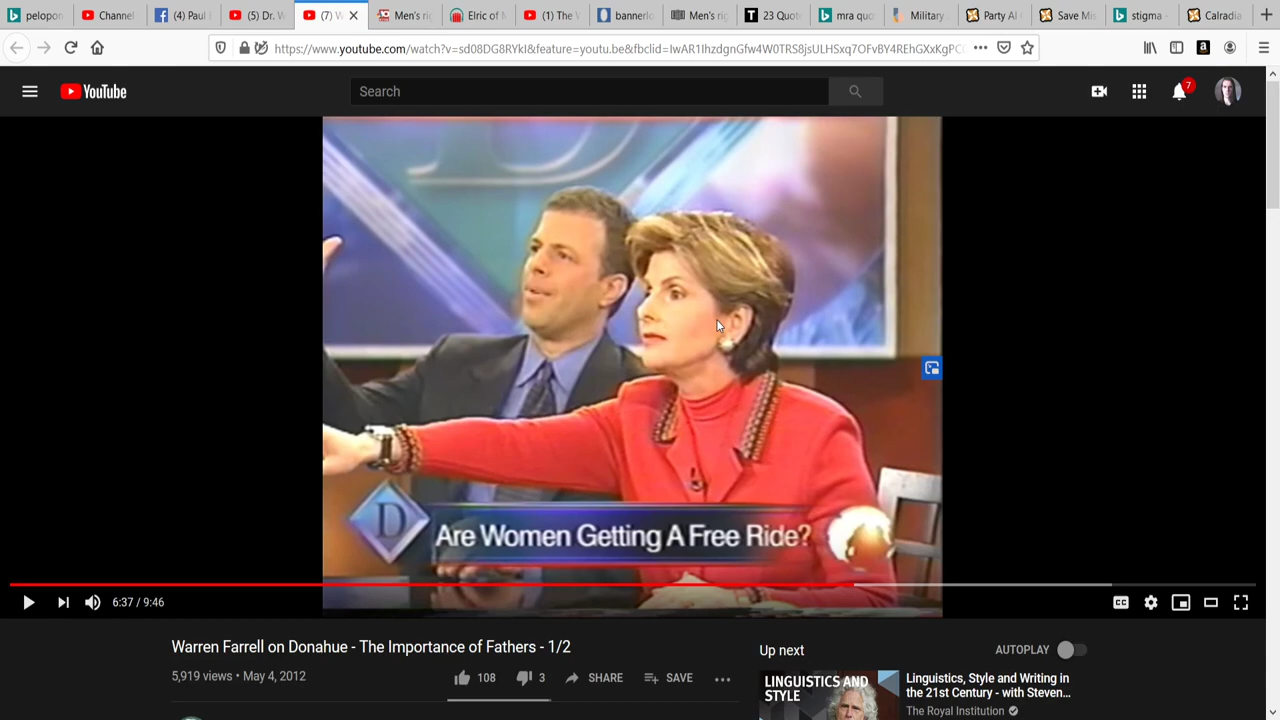 pelopon
Channel
(4) Paul
(5) Dr. W
(7) W
Men's rig
Elric of M
(1) The V
bannerlo
Men's rig
23 Quot
mra quo
Military
Party AI
Save Mis
stigma -
Calradia
https://www.youtube.com/watch?v=sd08DG8RYkI&feature=youtu.be&fbclid=
YouTube
Search
7
D
D
Are Women Getting A Free Ride?
6:37 / 9:46
CC
Warren Farrell on Donahue - The Importance of Fathers - 1/2
5,919 views • May 4, 2012
108
3
SHARE
SAVE
Up next
AUTOPLAY
LINGUISTICS AND
STYLE
Linguistics, Style and Writing in
the 21st Century - with Steven...
The Royal Institution